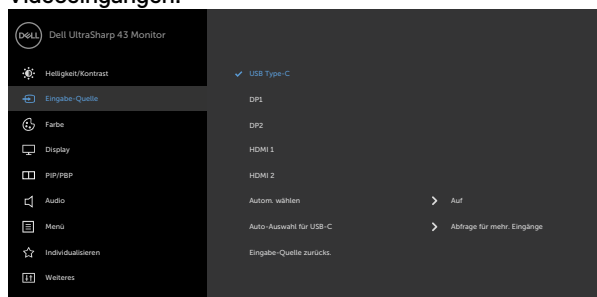 Videoeingängen.
DELL Dell UltraSharp 43 Monitor
Helligkeit/Kontrast
USB Type-C
Eingabe-Quelle
DP1
Farbe
DP2
Display
HDMI 1
PIP/PBP
HDMI 2
Audio
Autom. wählen
Auf
Menü
Auto-Auswahl für USB-C
Abfrage für mehr. Eingänge
Individualisieren
Eingabe-Quelle zurücks.
Weiteres